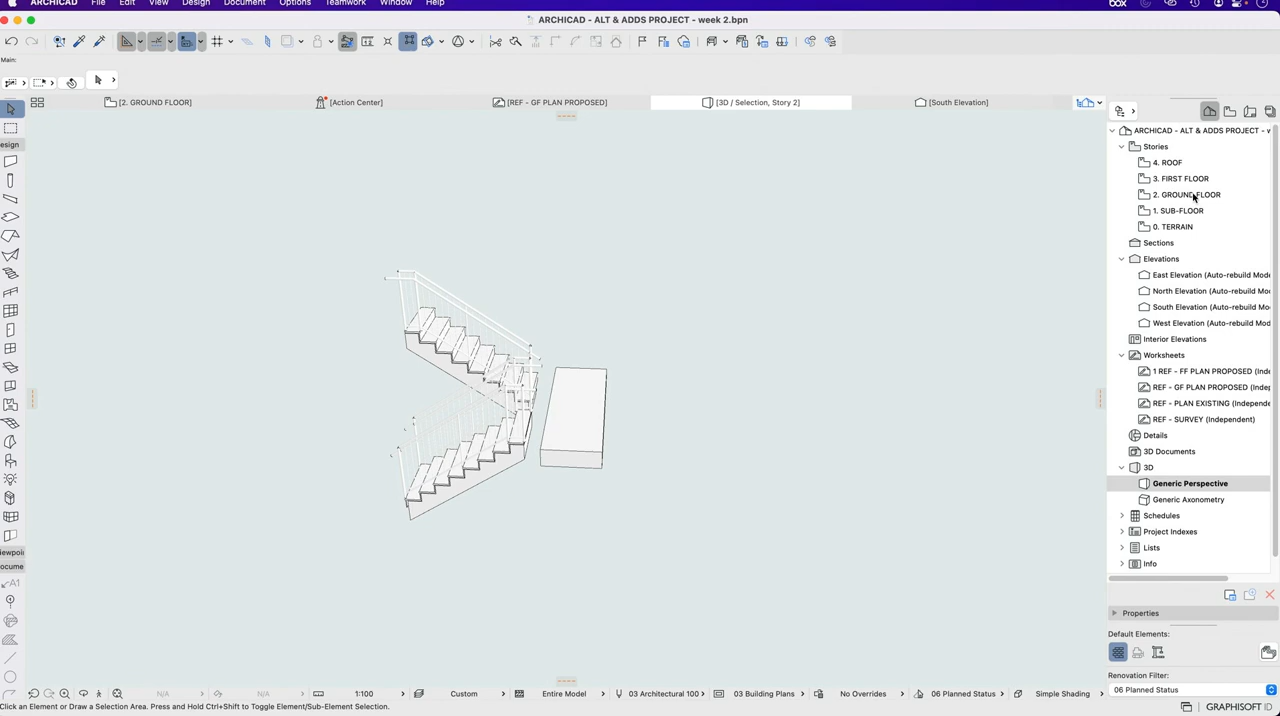 ARCHICAD File Edit View Design Document Options Teamwork Window Help
box
ARCHICAD - ALT & ADDS PROJECT - week 2.bpn
Main:
[2. GROUND FLOOR]
[Action Center]
[REF - GF PLAN PROPOSED]
[3D / Selection, Story 2]
[South Elevation]
esign
ARCHICAD - ALT & ADDS PROJECT - w
Stories
4. ROOF
3. FIRST FLOOR
2. GROUND FLOOR
1. SUB-FLOOR
0. TERRAIN
Sections
Elevations
East Elevation (Auto-rebuild Mode
North Elevation (Auto-rebuild Mod
South Elevation (Auto-rebuild Mod
West Elevation (Auto-rebuild Mod
Interior Elevations
Worksheets
1 REF - FF PLAN PROPOSED (Inde
REF - GF PLAN PROPOSED (Indep
REF - PLAN EXISTING (Independe
REF - SURVEY (Independent)
Details
3D Documents
3D
Generic Perspective
Generic Axonometry
Schedules
Project Indexes
Lists
Info
iewpoi
ocume
A1
Properties
Default Elements:
Renovation Filter:
06 Planned Status
N/A
N/A
1:100
Custom
Entire Model
03 Architectural 100
03 Building Plans
No Overrides
06 Planned Status
Simple Shading
Click an Element or Draw a Selection Area. Press and Hold Ctrl+Shift to Toggle Element/Sub-Element Selection.
GRAPHISOFT ID